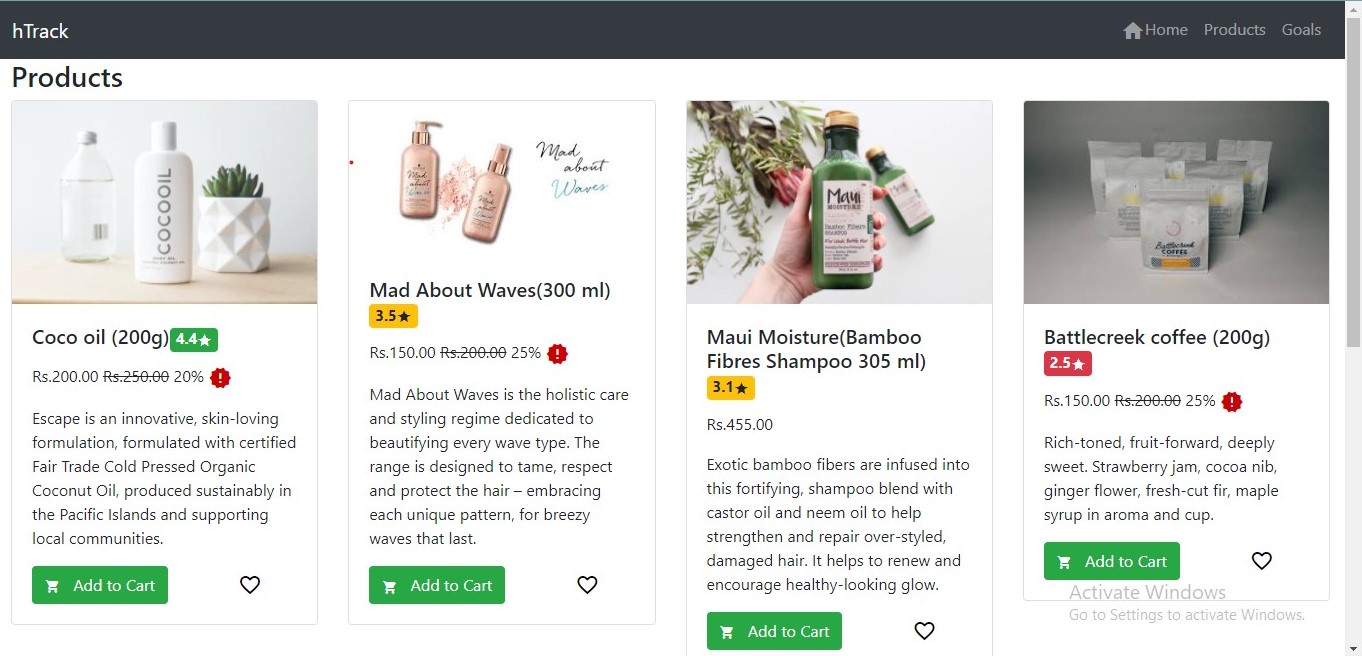 hTrack
Home Products Goals
Products
COCOOIL
Coco oil (200g) 4.4★
Rs.200.00 Rs.250.00 20%
Escape is an innovative, skin-loving
formulation, formulated with certified
Fair Trade Cold Pressed Organic
Coconut Oil, produced sustainably in
the Pacific Islands and supporting
local communities.
Add to Cart
Mad
about
Waves
Mad
about
Waves
Mad
about
Waves
Mad About Waves(300 ml)
3.5★
Rs.150.00 Rs.200.00 25%
Mad About Waves is the holistic care
and styling regime dedicated to
beautifying every wave type. The
range is designed to tame, respect
and protect the hair – embracing
each unique pattern, for breezy
waves that last.
Add to Cart
Maui
MOISTURE
Bamboo Fibers
SHAMPOO
Maui
Maui Moisture(Bamboo
Fibres Shampoo 305 ml)
3.1★
Rs.455.00
Exotic bamboo fibers are infused into
this fortifying, shampoo blend with
castor oil and neem oil to help
strengthen and repair over-styled,
damaged hair. It helps to renew and
encourage healthy-looking glow.
Add to Cart
Battlecreek
COFFEE
Battlecreek coffee (200g)
2.5★
Rs.150.00 Rs.200.00 25%
Rich-toned, fruit-forward, deeply
sweet. Strawberry jam, cocoa nib,
ginger flower, fresh-cut fir, maple
syrup in aroma and cup.
Add to Cart
Activate Windows
Go to Settings to activate Windows.